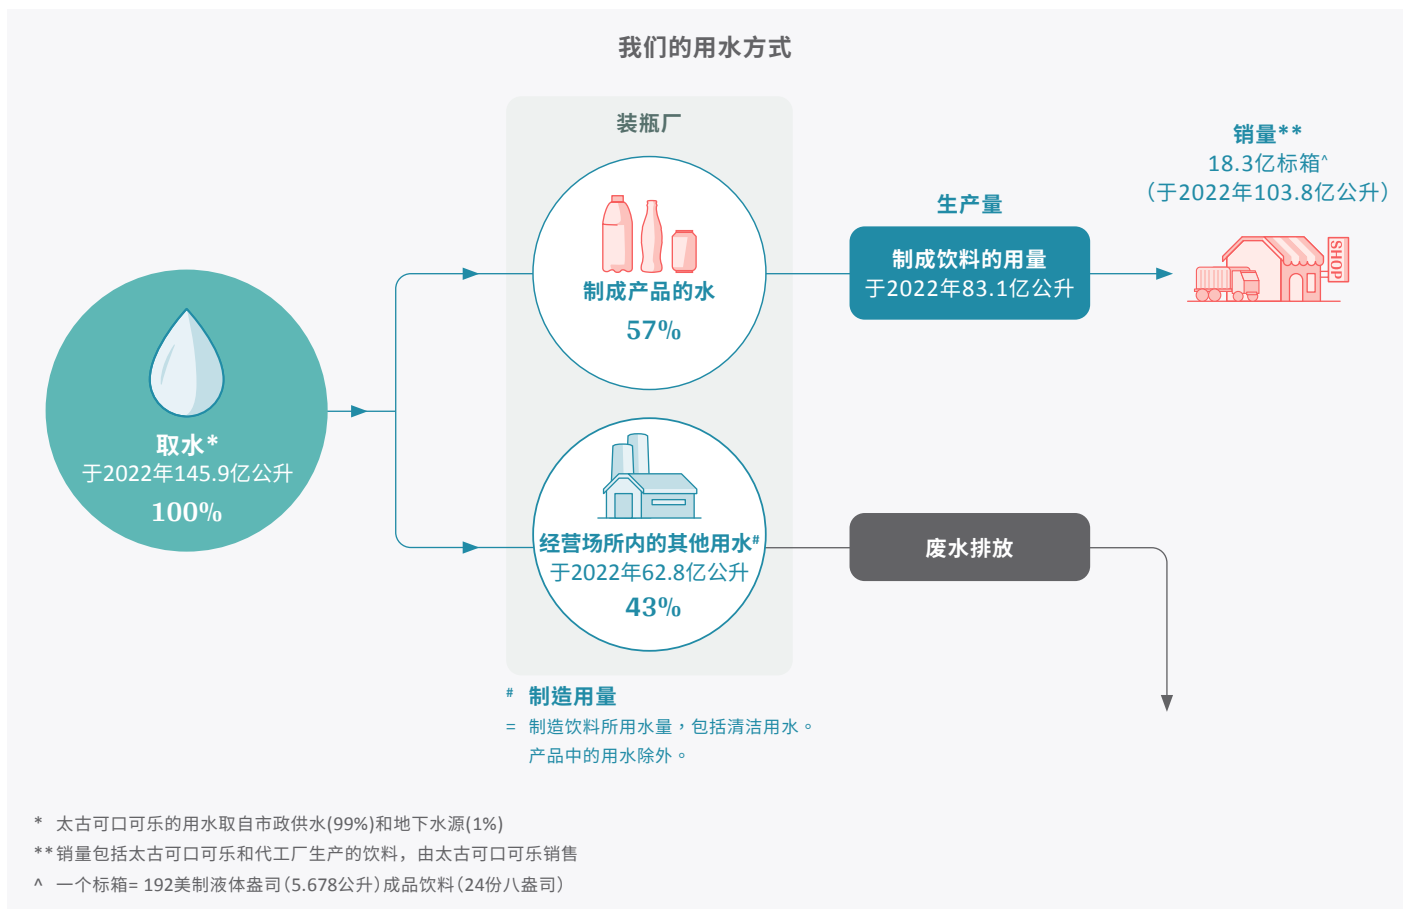 我们的用水方式
装瓶厂
销量**
18.3亿标箱^
（于2022年103.8亿公升）
SHOP
生产量
制成饮料的用量
于2022年83.1亿公升
制成产品的水
57%
取水*
于2022年145.9亿公升
100%
经营场所内的其他用水#
于2022年62.8亿公升
43%
废水排放
# 制造用量
= 制造饮料所用水量，包括清洁用水。
产品中的用水除外。
* 太古可口可乐的用水取自市政供水(99%)和地下水源(1%)
**销量包括太古可口可乐和代工厂生产的饮料，由太古可口可乐销售
^ 一个标箱= 192美制液体盎司（5.678公升）成品饮料（24份八盎司）